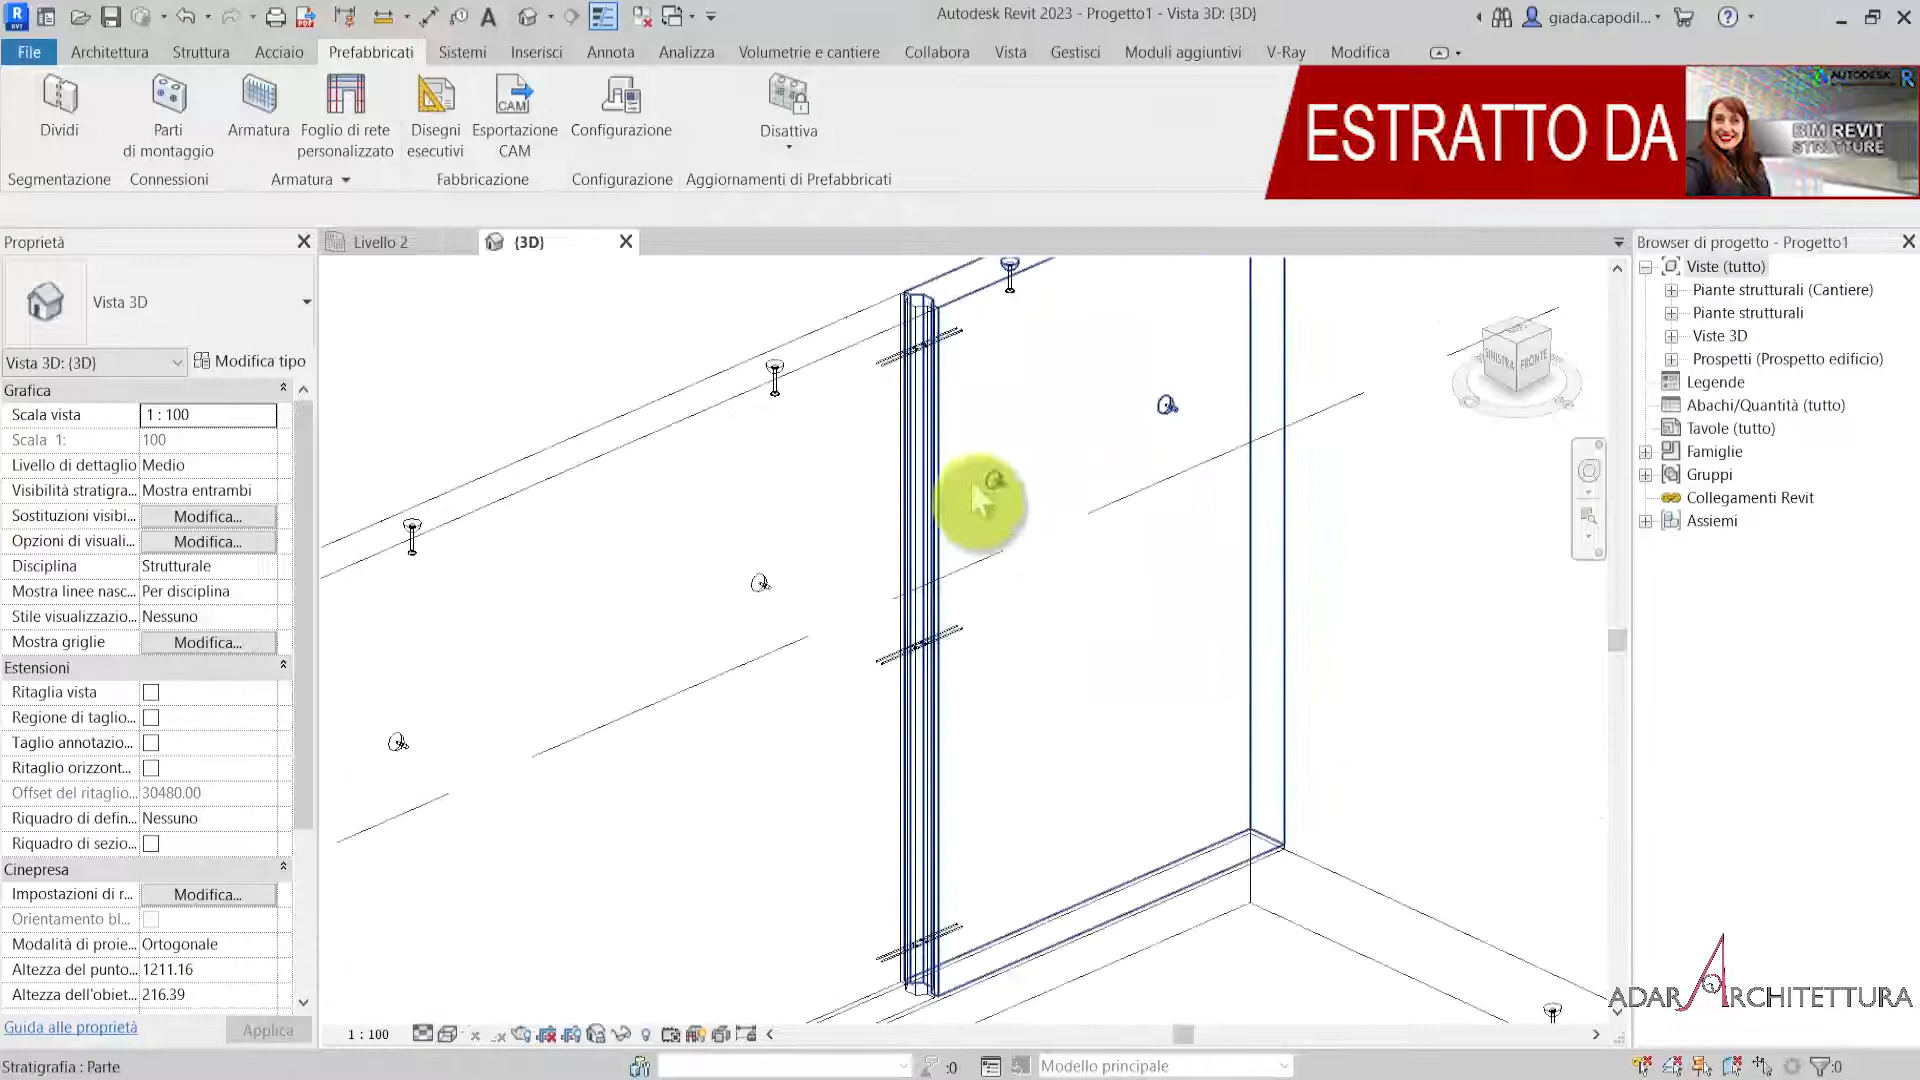 Autodesk Revit 2023 - Progetto1 - Vista 3D: {3D}
giada.capodil...
File Architettura Struttura Acciaio Prefabbricati Sistemi Inserisci Annota Analizza Volumetrie e cantiere Collabora Vista Gestisci Moduli aggiuntivi V-Ray Modifica
Dividi
Parti
di montaggio
Armatura
Foglio di rete
personalizzato
Disegni
esecutivi
Esportazione
CAM
Configurazione
Disattiva
Segmentazione Connessioni Armatura Fabbricazione Configurazione Aggiornamenti di Prefabbricati
ESTRATTO DA
AUTODESK
BIM REVIT
STRUTTURE
Proprietà
Livello 2
{3D}
Browser di progetto - Progetto1
Vista 3D
Vista 3D: {3D}
Modifica tipo
Grafica
Scala vista 1 : 100
Scala 1: 100
Livello di dettaglio Medio
Visibilità stratigra... Mostra entrambi
Sostituzioni visibi... Modifica...
Opzioni di visuali... Modifica...
Disciplina Strutturale
Mostra linee nasc... Per disciplina
Stile visualizzazio... Nessuno
Mostra griglie Modifica...
Estensioni
Ritaglia vista
Regione di taglio...
Taglio annotazio...
Ritaglio orizzont...
Offset del ritaglio... 30480.00
Riquadro di defin... Nessuno
Riquadro di sezio...
Cinepresa
Impostazioni di r... Modifica...
Orientamento bl...
Modalità di proie... Ortogonale
Altezza del punto... 1211.16
Altezza dell'obiet... 216.39
Guida alle proprietà
Applica
SINISTRA
FRONTE
Viste (tutto)
Piante strutturali (Cantiere)
Piante strutturali
Viste 3D
Prospetti (Prospetto edificio)
Legende
Abachi/Quantità (tutto)
Tavole (tutto)
Famiglie
Gruppi
Collegamenti Revit
Assiemi
ADARARCHITETTURA
1 : 100
Stratigrafia : Parte
:0
Modello principale
:0